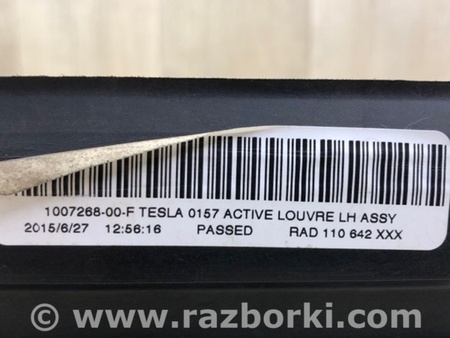 1007268-00-F TESLA 0157 ACTIVE LOUVRE LH ASSY
2015/6/27 12:56:16 PASSED RAD 110 642 XXX
© www.razborki.com